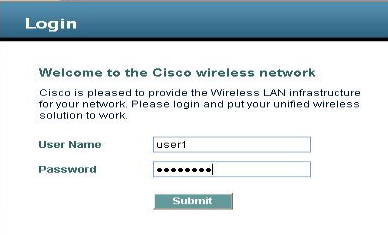 Login
Welcome to the Cisco wireless network
Cisco is pleased to provide the Wireless LAN infrastructure
for your network. Please login and put your unified wireless
solution to work.
User Name
user1
Password
••••••••
Submit